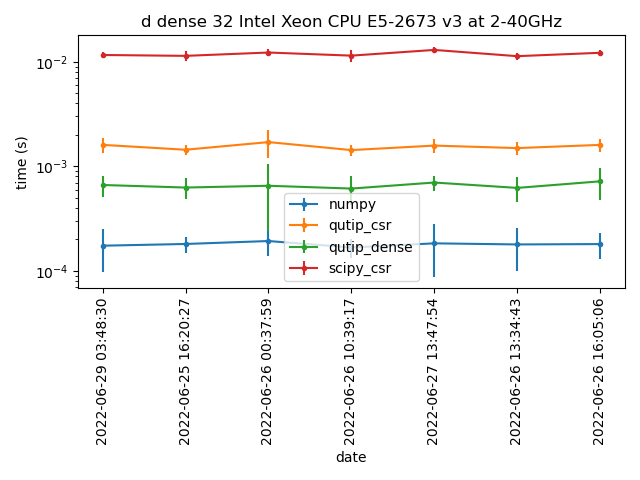 d dense 32 Intel Xeon CPU E5-2673 v3 at 2-40GHz
time (s)
10⁻²
10⁻³
10⁻⁴
numpy
qutip_csr
qutip_dense
scipy_csr
2022-06-29 03:48:30
2022-06-25 16:20:27
2022-06-26 00:37:59
2022-06-26 10:39:17
2022-06-27 13:47:54
2022-06-26 13:34:43
2022-06-26 16:05:06
date